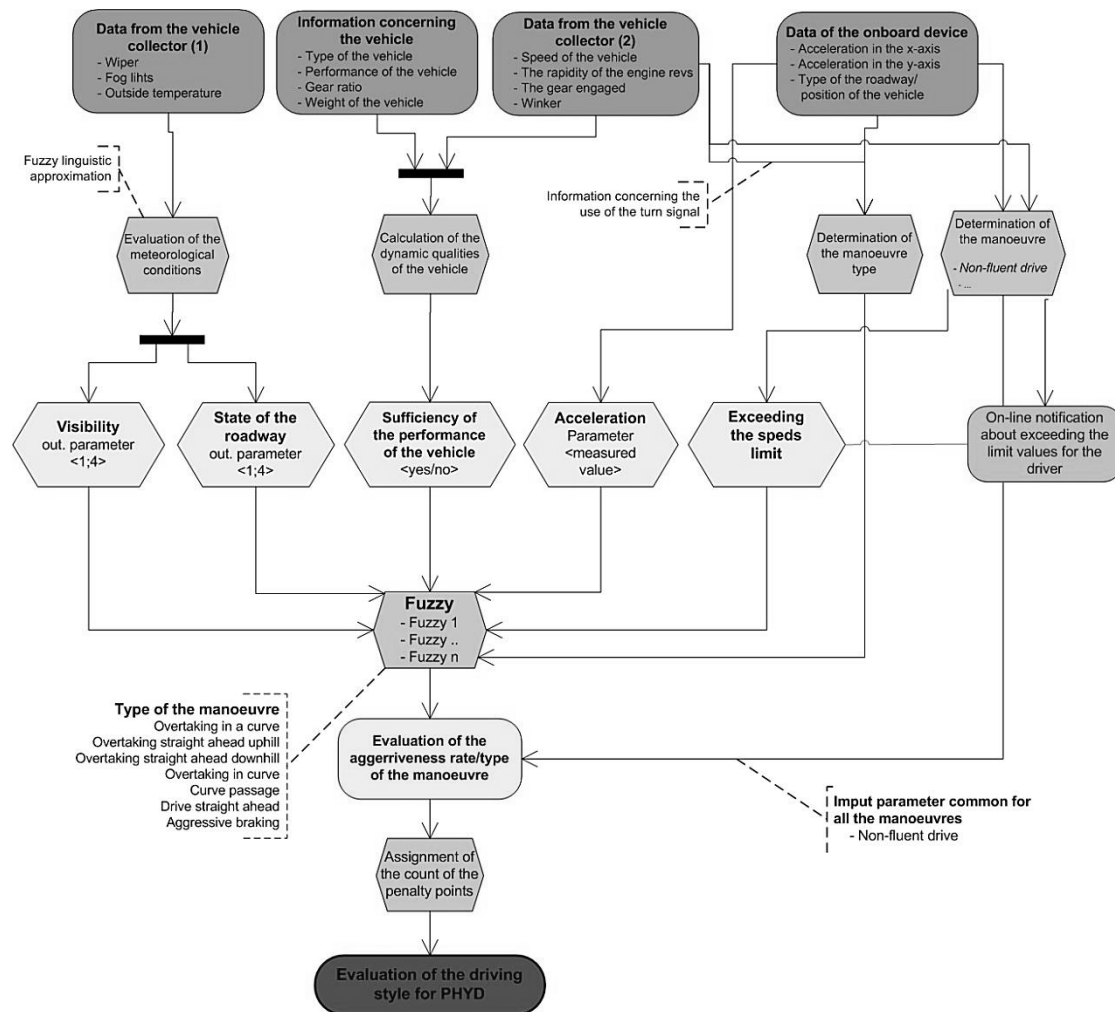 Data from the vehicle
collector (1)
- Wiper
- Fog lihts
- Outside temperature
Information concerning
the vehicle
- Type of the vehicle
- Performance of the vehicle
- Gear ratio
- Weight of the vehicle
Data from the vehicle
collector (2)
- Speed of the vehicle
- The rapidity of the engine revs
- The gear engaged
- Winker
Data of the onboard device
- Acceleration in the x-axis
- Acceleration in the y-axis
- Type of the roadway/
position of the vehicle
Fuzzy linguistic
approximation
Information concerning the
use of the turn signal
Evaluation of the
meteorological
conditions
Calculation of the
dynamic qualities
of the vehicle
Determination of
the manoeuvre
type
Determination of
the manoeuvre
- Non-fluent drive
- ...
Visibility
out. parameter
<1;4>
State of the
roadway
out. parameter
<1;4>
Sufficiency of
the performance
of the vehicle
<yes/no>
Acceleration
Parameter
<measured
value>
Exceeding
the speds
limit
On-line notification
about exceeding the
limit values for the
driver
Fuzzy
- Fuzzy 1
- Fuzzy ..
- Fuzzy n
Type of the manoeuvre
Overtaking in a curve
Overtaking straight ahead uphill
Overtaking straight ahead downhill
Overtaking in curve
Curve passage
Drive straight ahead
Aggressive braking
Evaluation of the
aggerriveness rate/type
of the manoeuvre
Imput parameter common for
all the manoeuvres
- Non-fluent drive
Assignment of
the count of the
penalty points
Evaluation of the driving
style for PHYD